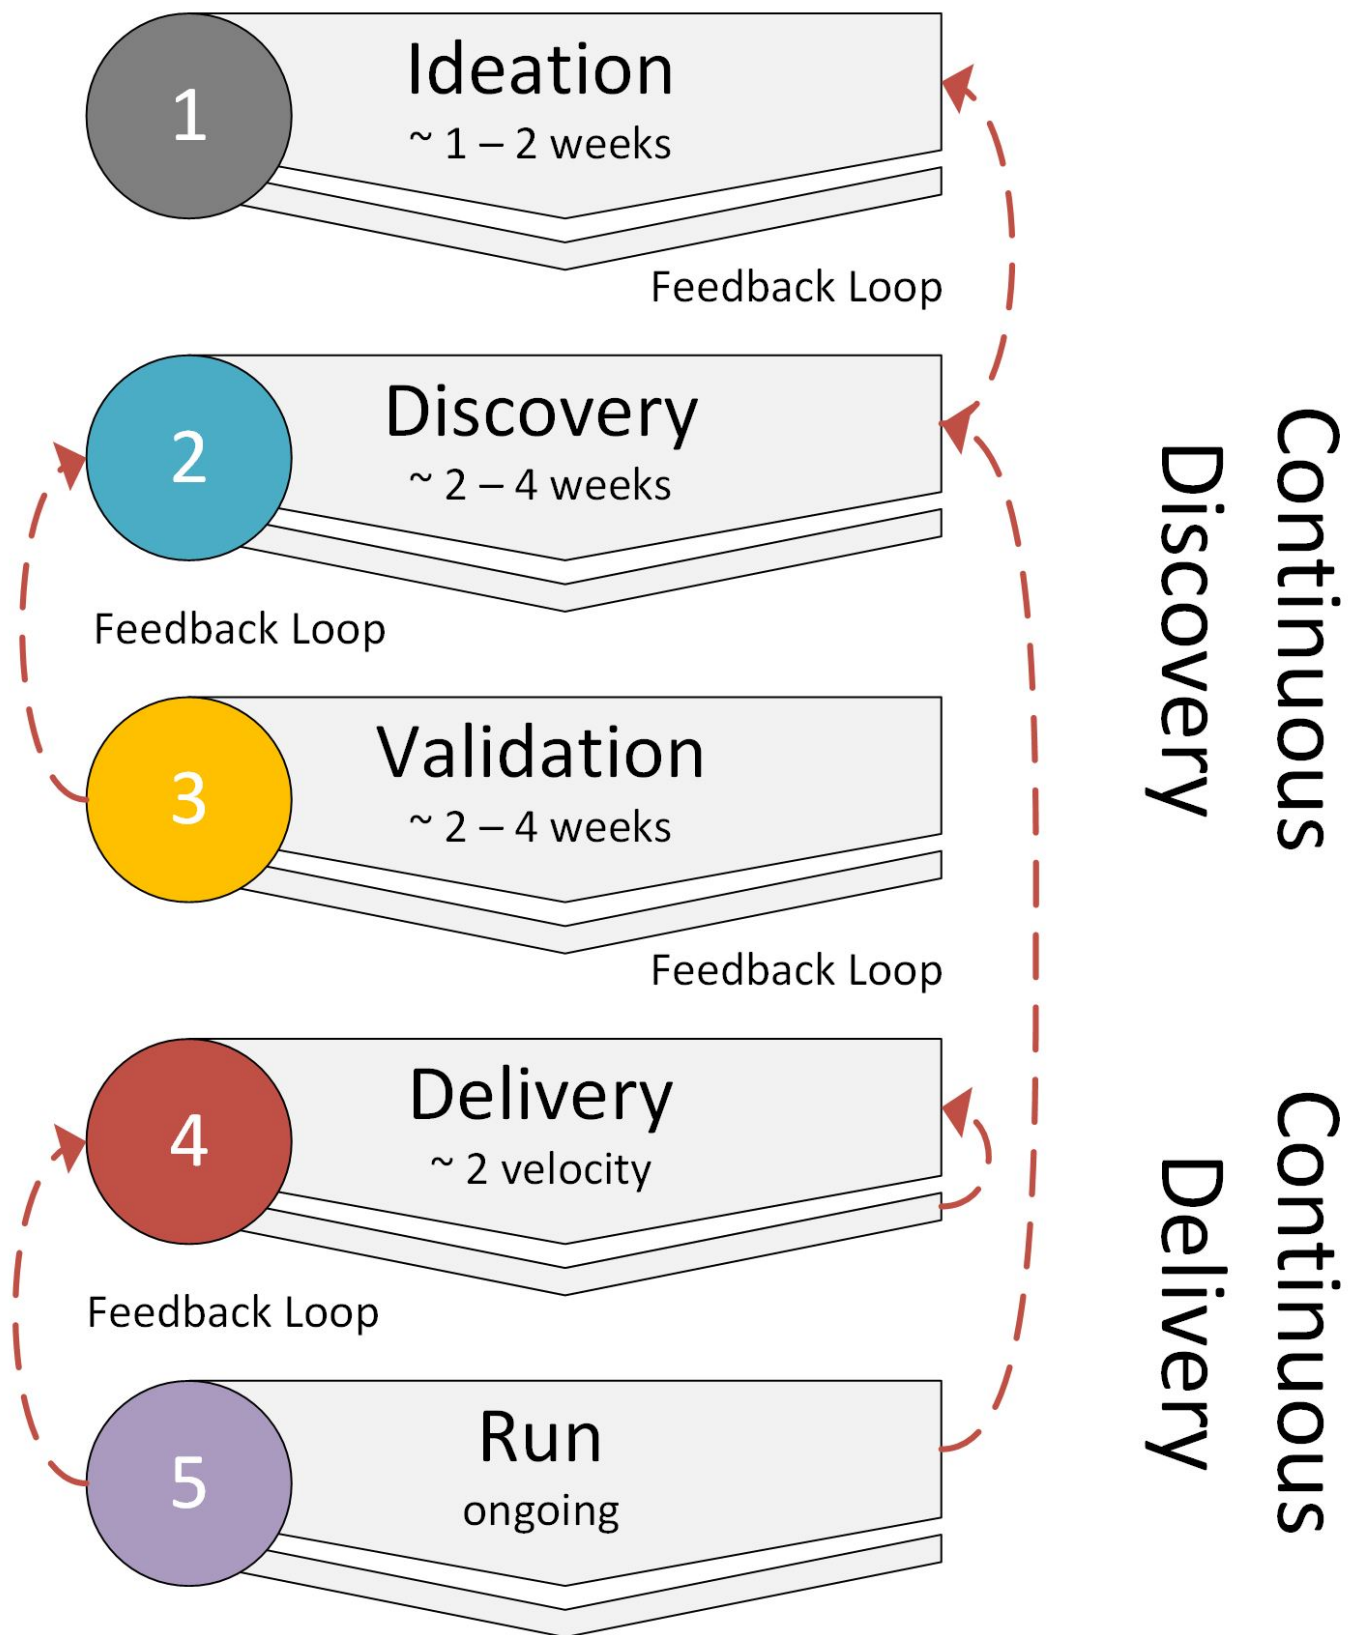 1
Ideation
~ 1 – 2 weeks
Feedback Loop
2
Discovery
~ 2 – 4 weeks
Feedback Loop
3
Validation
~ 2 – 4 weeks
Feedback Loop
4
Delivery
~ 2 velocity
Feedback Loop
5
Run
ongoing
Continuous
Discovery
Continuous
Delivery